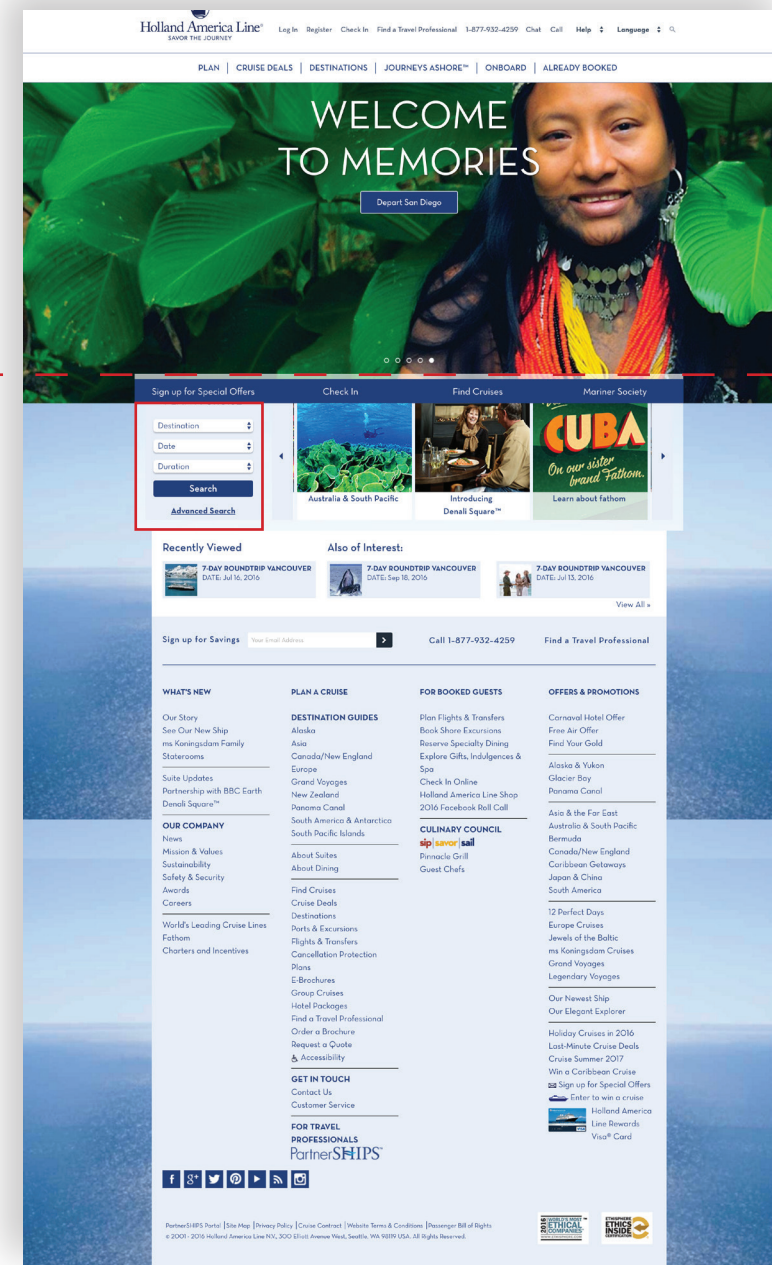 Holland America Line®
SAVOR THE JOURNEY
Log In Register Check In Find a Travel Professional 1-877-932-4259 Chat Call Help Language
PLAN | CRUISE DEALS | DESTINATIONS | JOURNEYS ASHORE™ | ONBOARD | ALREADY BOOKED
WELCOME
TO MEMORIES
Depart San Diego
Sign up for Special Offers Check In Find Cruises Mariner Society
Destination
Date
Duration
Search
Advanced Search
Australia & South Pacific
Introducing
Denali Square™
CUBA
On our sister
brand Fathom.
Learn about fathom
Recently Viewed
7-DAY ROUNDTRIP VANCOUVER
DATE: Jul 16, 2016
Also of Interest:
7-DAY ROUNDTRIP VANCOUVER
DATE: Sep 18, 2016
7-DAY ROUNDTRIP VANCOUVER
DATE: Jul 13, 2016
View All »
Sign up for Savings Your Email Address Call 1-877-932-4259 Find a Travel Professional
WHAT'S NEW
Our Story
See Our New Ship
ms Koningsdam Family
Staterooms
Suite Updates
Partnership with BBC Earth
Denali Square™
OUR COMPANY
News
Mission & Values
Sustainability
Safety & Security
Awards
Careers
World's Leading Cruise Lines
Fathom
Charters and Incentives
PLAN A CRUISE
DESTINATION GUIDES
Alaska
Asia
Canada/New England
Europe
Grand Voyages
New Zealand
Panama Canal
South America & Antarctica
South Pacific Islands
About Suites
About Dining
Find Cruises
Cruise Deals
Destinations
Ports & Excursions
Flights & Transfers
Cancellation Protection
Plans
E-Brochures
Group Cruises
Hotel Packages
Find a Travel Professional
Order a Brochure
Request a Quote
Accessibility
GET IN TOUCH
Contact Us
Customer Service
FOR TRAVEL
PROFESSIONALS
PartnerSHIPS™
FOR BOOKED GUESTS
Plan Flights & Transfers
Book Shore Excursions
Reserve Specialty Dining
Explore Gifts, Indulgences &
Spa
Check In Online
Holland America Line Shop
2016 Facebook Roll Call
CULINARY COUNCIL
sip|savor|sail
Pinnacle Grill
Guest Chefs
OFFERS & PROMOTIONS
Carnaval Hotel Offer
Free Air Offer
Find Your Gold
Alaska & Yukon
Glacier Bay
Panama Canal
Asia & the Far East
Australia & South Pacific
Bermuda
Canada/New England
Caribbean Getaways
Japan & China
South America
12 Perfect Days
Europe Cruises
Jewels of the Baltic
ms Koningsdam Cruises
Grand Voyages
Legendary Voyages
Our Newest Ship
Our Elegant Explorer
Holiday Cruises in 2016
Last-Minute Cruise Deals
Cruise Summer 2017
Win a Caribbean Cruise
Sign up for Special Offers
Enter to win a cruise
Holland America
Line Rewards
Visa® Card
PartnerSHIPS Portal | Site Map | Privacy Policy | Cruise Contract | Website Terms & Conditions | Passenger Bill of Rights
© 2001 - 2016 Holland America Line N.V., 300 Elliott Avenue West, Seattle, WA 98119 USA. All Rights Reserved.
2016 WORLD'S MOST
ETHICAL
COMPANIES™
WWW.ETHISPHERE.COM
ETHISPHERE
ETHICS
INSIDE
CERTIFICATION